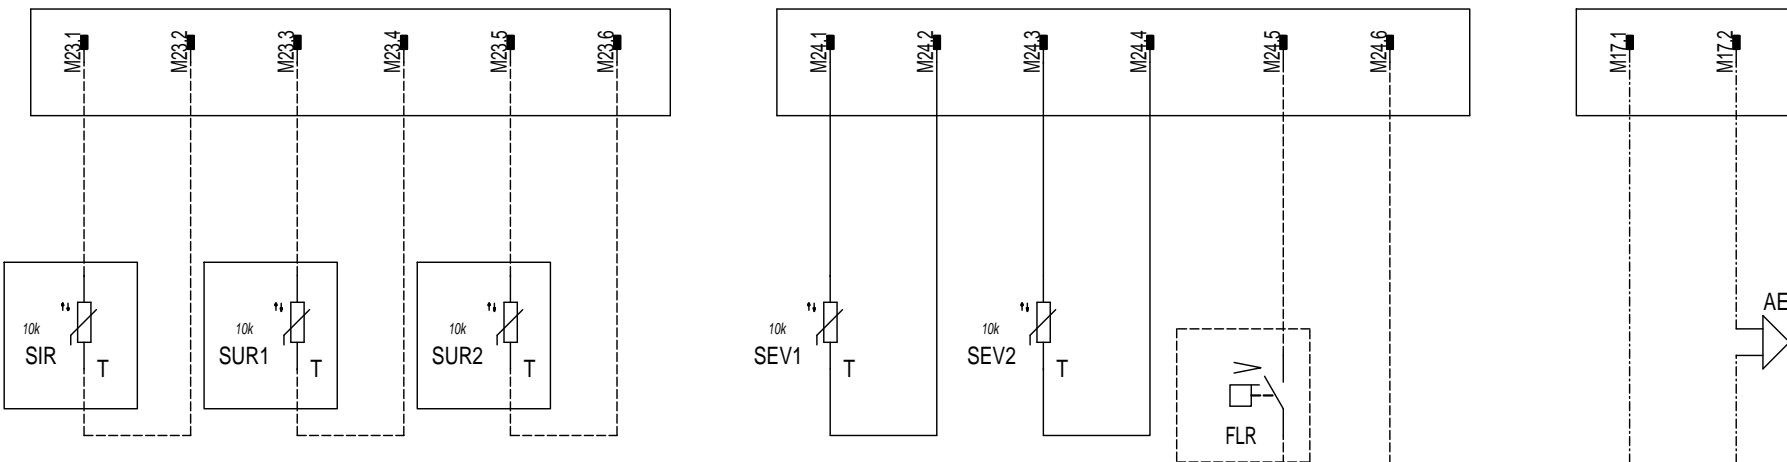 M23.1 M23.2 M23.3 M23.4 M23.5 M23.6 M24.1 M24.2 M24.3 M24.4 M24.5 M24.6 M17.1 M17.2
AE
10k 10k 10k 10k 10k
SIR SUR1 SUR2 SEV1 SEV2
T T T T T
FLR